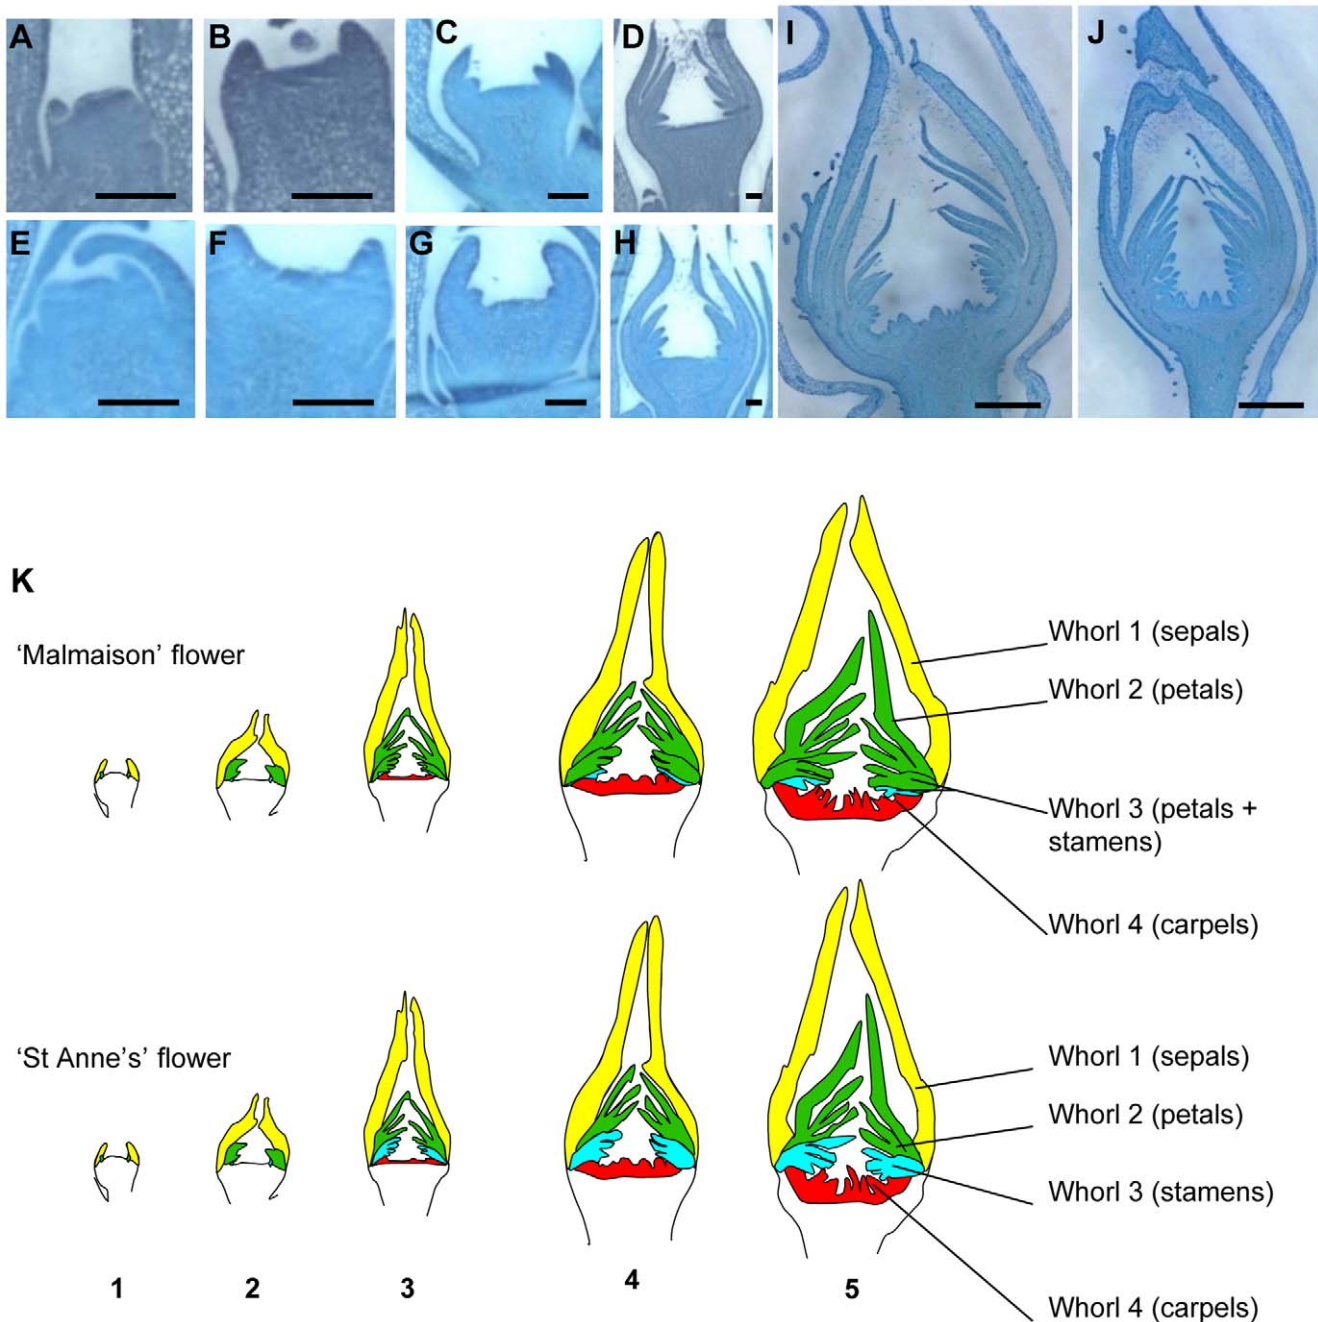 A
B
C
D
I
J
E
F
G
H
K
‘Malmaison’ flower
Whorl 1 (sepals)
Whorl 2 (petals)
Whorl 3 (petals +
stamens)
Whorl 4 (carpels)
‘St Anne’s’ flower
Whorl 1 (sepals)
Whorl 2 (petals)
Whorl 3 (stamens)
Whorl 4 (carpels)
1
2
3
4
5